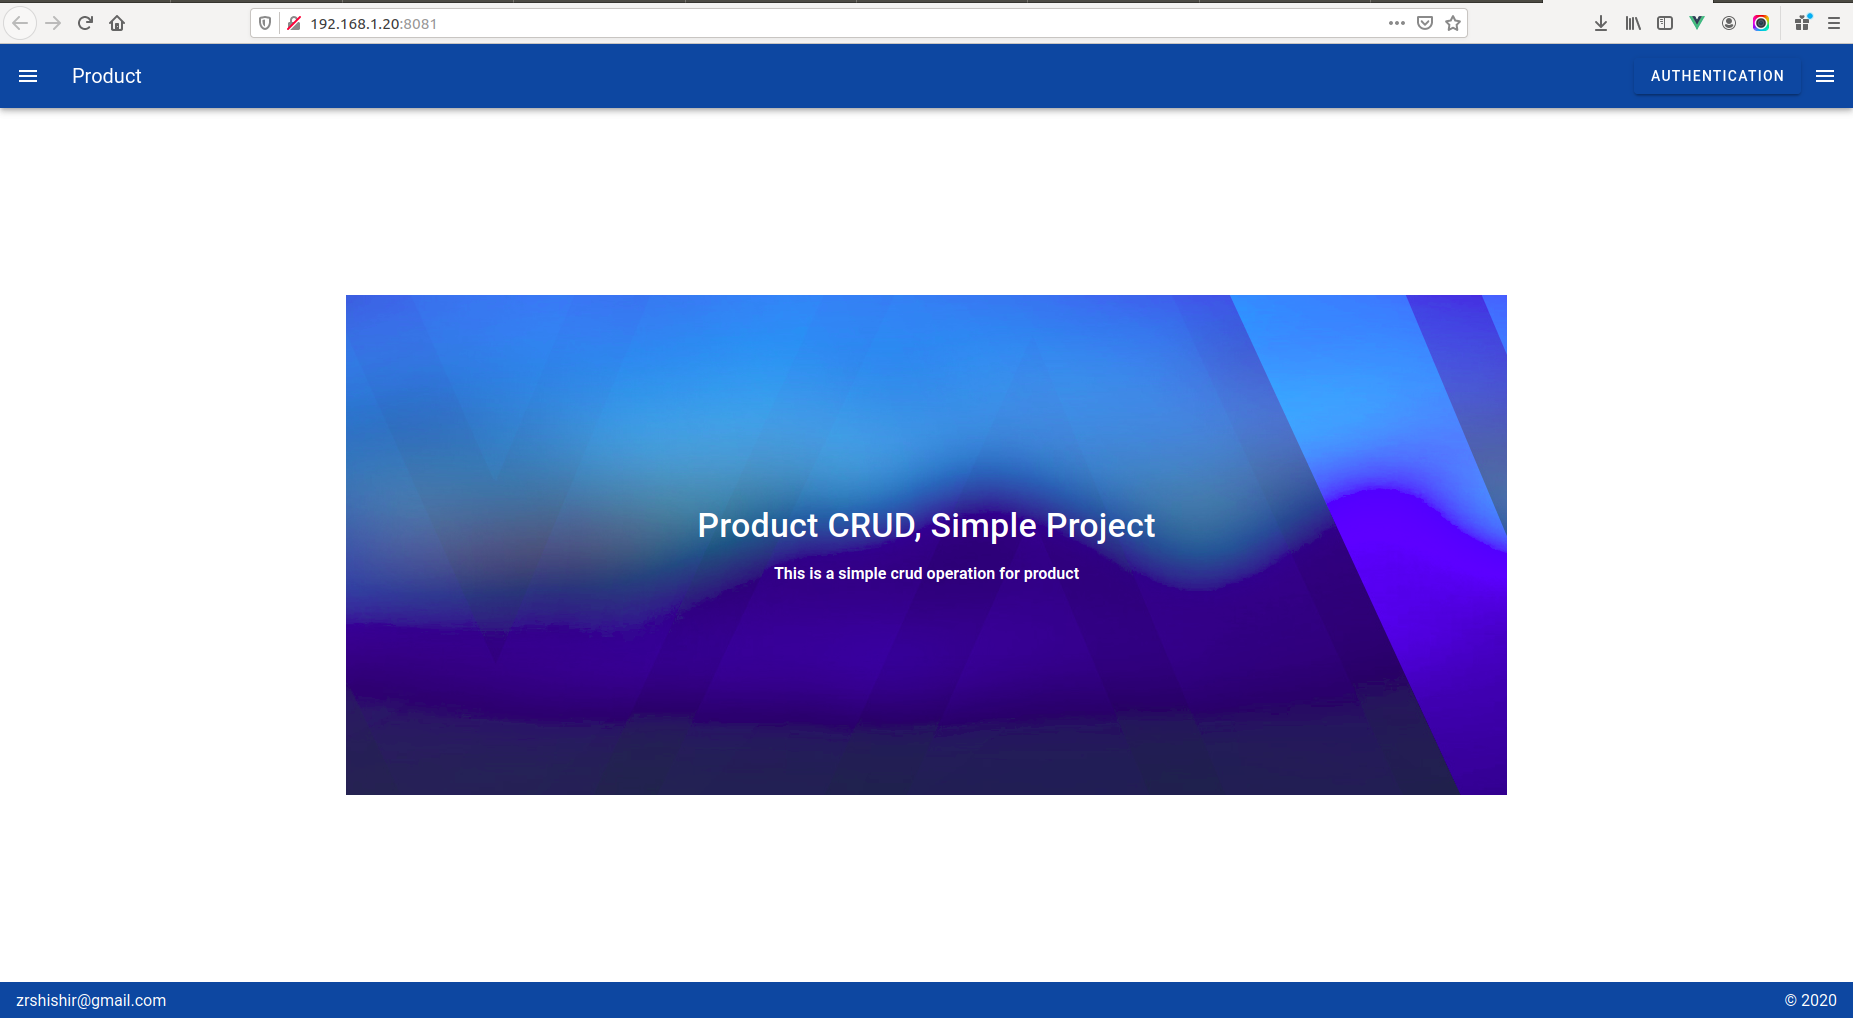 192.168.1.20:8081
Product
AUTHENTICATION
Product CRUD, Simple Project
This is a simple crud operation for product
zrshishir@gmail.com
© 2020